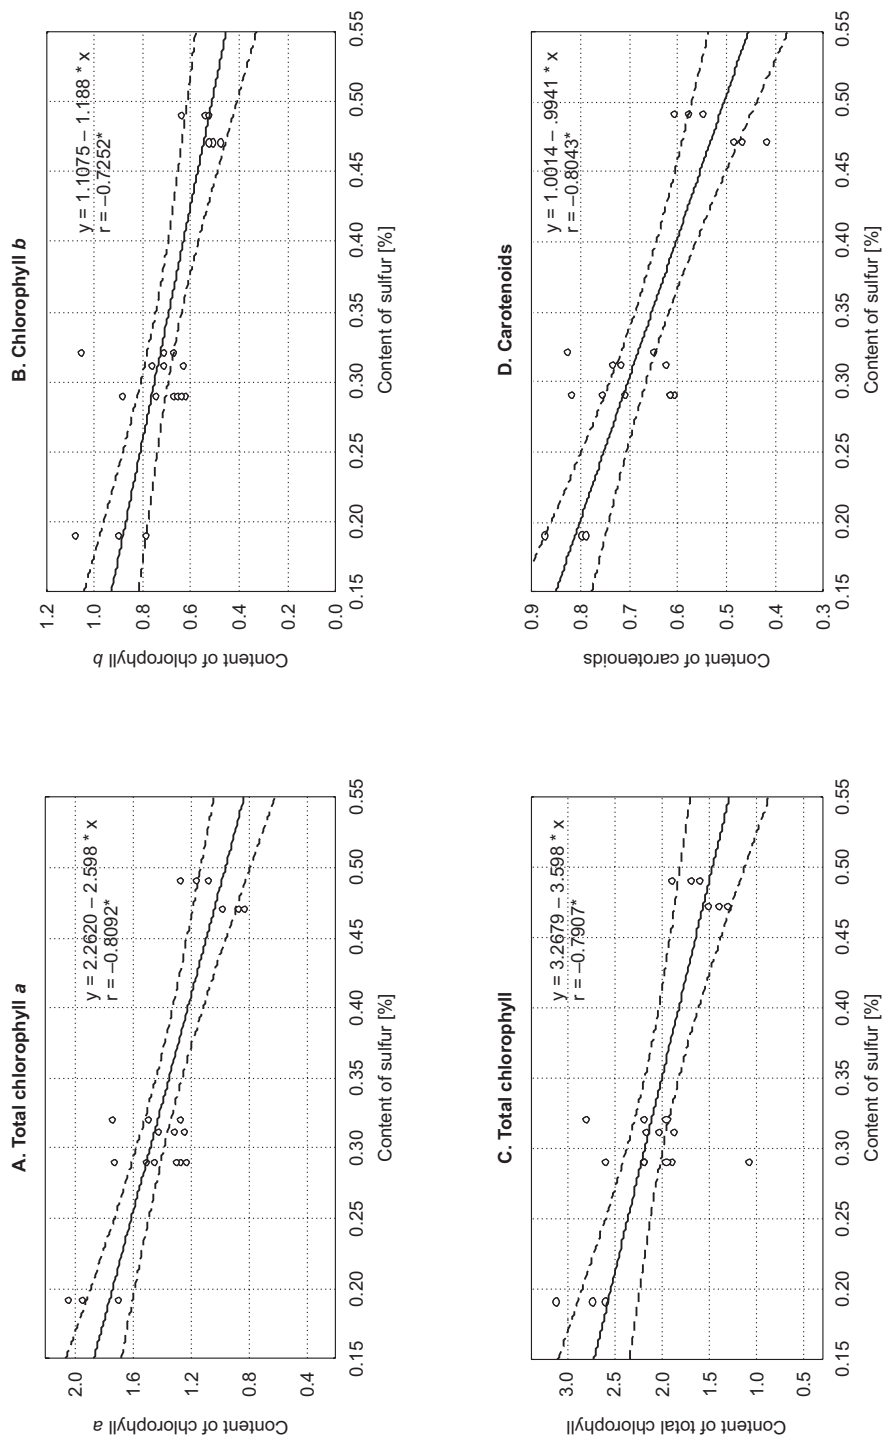 A. Total chlorophyll a
y = 2.2620 – 2.598 * x
r = –0.8092*
Content of chlorophyll a
2.0
1.6
1.2
0.8
0.4
0.15 0.20 0.25 0.30 0.35 0.40 0.45 0.50 0.55
Content of sulfur [%]
B. Chlorophyll b
y = 1.1075 – 1.188 * x
r = –0.7252*
Content of chlorophyll b
1.2
1.0
0.8
0.6
0.4
0.2
0.0
0.15 0.20 0.25 0.30 0.35 0.40 0.45 0.50 0.55
Content of sulfur [%]
C. Total chlorophyll
y = 3.2679 – 3.598 * x
r = –0.7907*
Content of total chlorophyll
3.0
2.5
2.0
1.5
1.0
0.5
0.15 0.20 0.25 0.30 0.35 0.40 0.45 0.50 0.55
Content of sulfur [%]
D. Carotenoids
y = 1.0014 – .9941 * x
r = –0.8043*
Content of carotenoids
0.9
0.8
0.7
0.6
0.5
0.4
0.3
0.15 0.20 0.25 0.30 0.35 0.40 0.45 0.50 0.55
Content of sulfur [%]